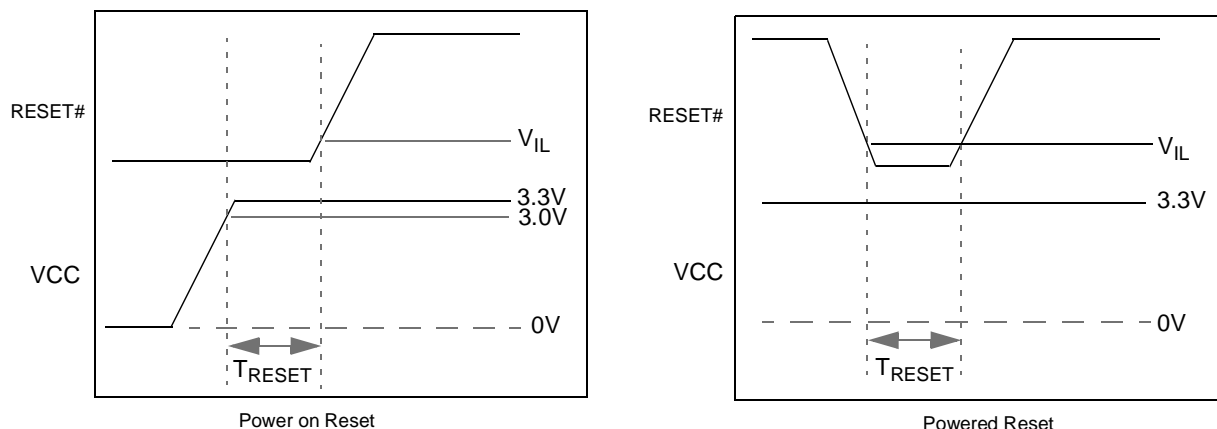 RESET#
VIL
3.3V
3.0V
VCC
0V
TRESET
Power on Reset
RESET#
VIL
3.3V
VCC
0V
TRESET
Powered Reset